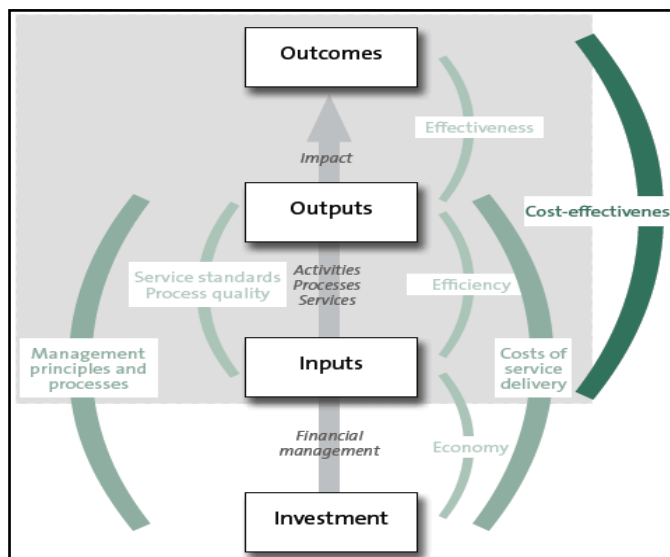 Outcomes
Effectiveness
Impact
Cost-effectivenes
Outputs
Service standards
Process quality
Activities
Processes
Services
Efficiency
Management
principles and
processes
Inputs
Costs of
service
delivery
Financial
management
Economy
Investment